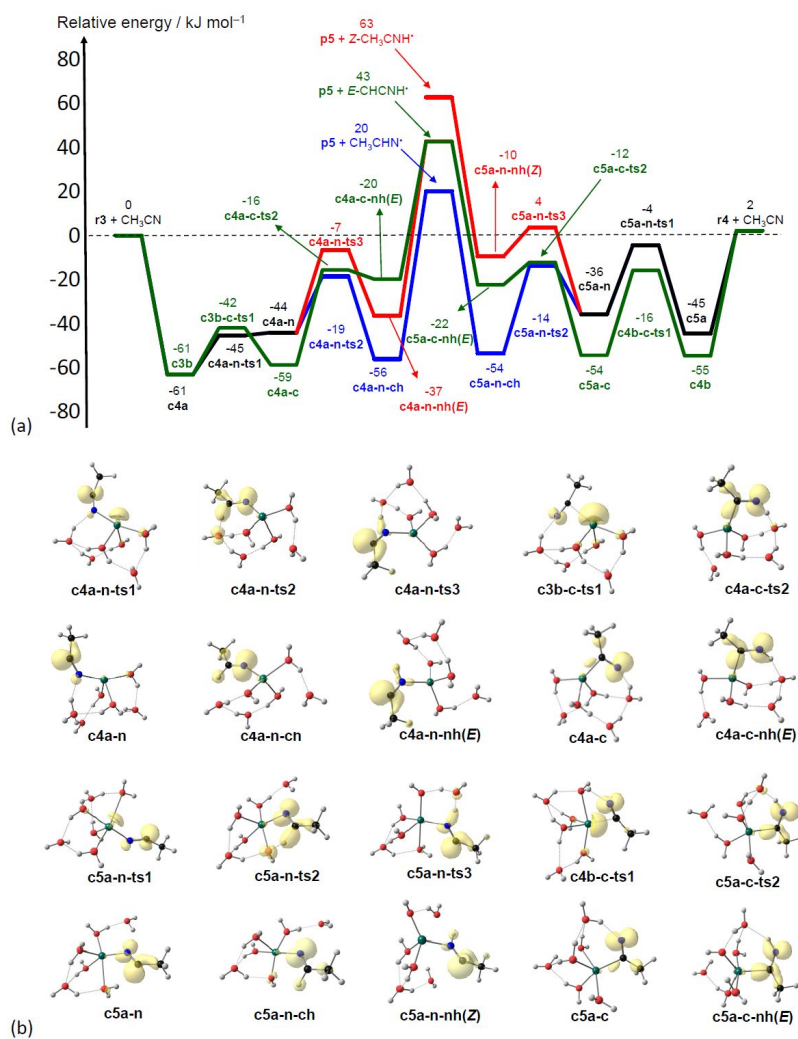 Relative energy / kJ mol⁻¹
80
60
40
20
0
-20
-40
-60
-80
63
p5 + Z-CH₃CNH•
43
p5 + E-CHCNH•
20
p5 + CH₃CHN•
0
r3 + CH₃CN
-61
c3b
-61
c4a
-42
c3b-c-ts1
-45
c4a-n-ts1
-44
c4a-n
-59
c4a-c
-16
c4a-c-ts2
-7
c4a-n-ts3
-19
c4a-n-ts2
-20
c4a-c-nh(E)
-56
c4a-n-ch
-37
c4a-n-nh(E)
-10
c5a-n-nh(Z)
-22
c5a-c-nh(E)
-54
c5a-n-ch
4
c5a-n-ts3
-12
c5a-c-ts2
-14
c5a-n-ts2
-36
c5a-n
-54
c5a-c
-4
c5a-n-ts1
-16
c4b-c-ts1
-45
c5a
-55
c4b
2
r4 + CH₃CN
(a)
c4a-n-ts1
c4a-n-ts2
c4a-n-ts3
c3b-c-ts1
c4a-c-ts2
c4a-n
c4a-n-ch
c4a-n-nh(E)
c4a-c
c4a-c-nh(E)
c5a-n-ts1
c5a-n-ts2
c5a-n-ts3
c4b-c-ts1
c5a-c-ts2
c5a-n
c5a-n-ch
c5a-n-nh(Z)
c5a-c
c5a-c-nh(E)
(b)